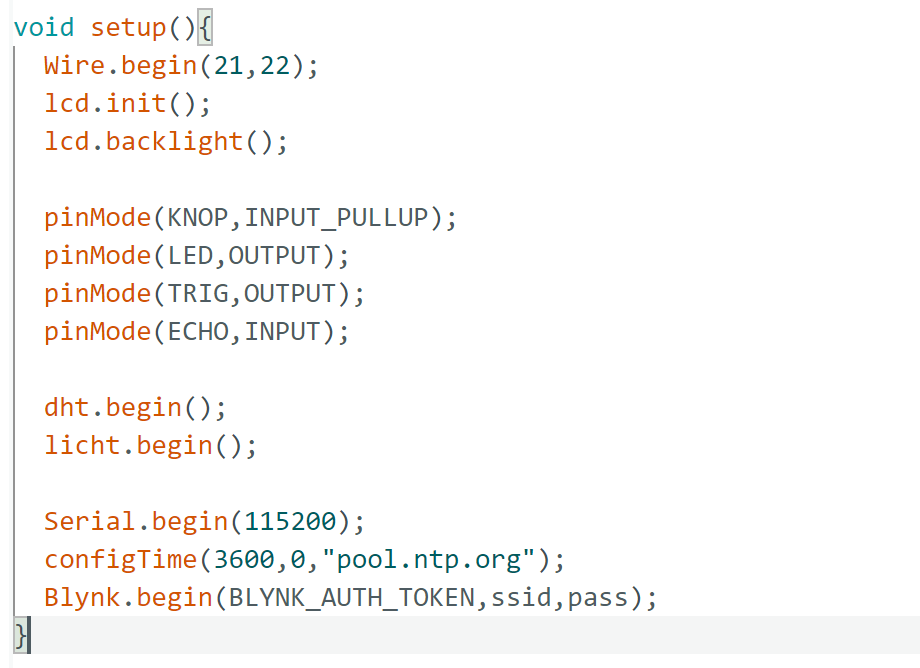 void setup(){
  Wire.begin(21,22);
  lcd.init();
  lcd.backlight();

  pinMode(KNOP,INPUT_PULLUP);
  pinMode(LED,OUTPUT);
  pinMode(TRIG,OUTPUT);
  pinMode(ECHO,INPUT);

  dht.begin();
  licht.begin();

  Serial.begin(115200);
  configTime(3600,0,"pool.ntp.org");
  Blynk.begin(BLYNK_AUTH_TOKEN,ssid,pass);
}